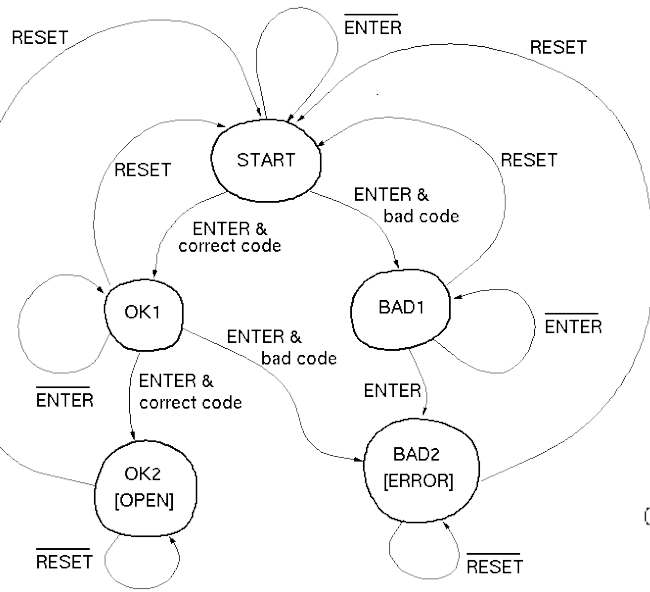 RESET
ENTER
RESET
START
RESET
RESET
ENTER &
bad code
ENTER &
correct code
OK1
BAD1
ENTER &
bad code
ENTER
ENTER
ENTER &
correct code
ENTER
BAD2
[ERROR]
OK2
[OPEN]
RESET
RESET
(